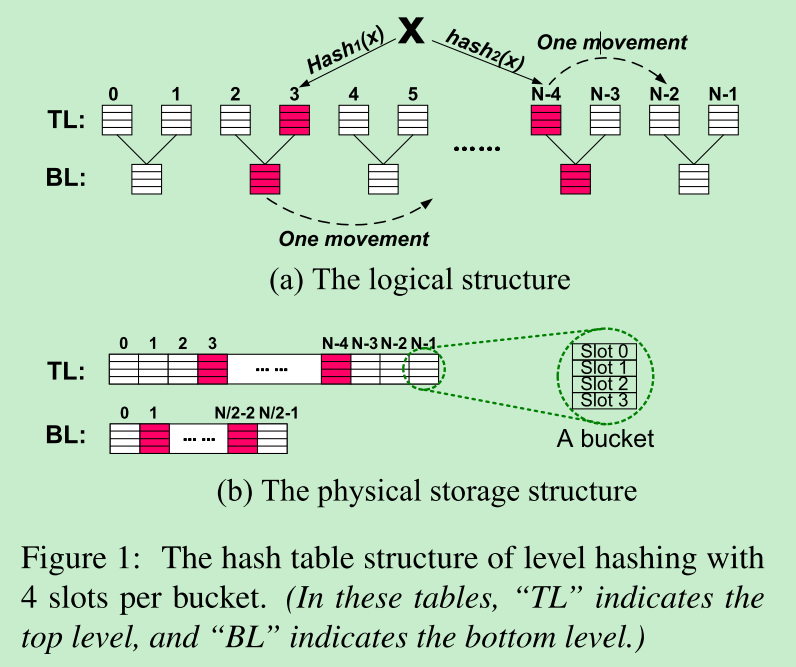 X
Hash1(x)
hash2(x)
One movement
0 1 2 3 4 5 N-4 N-3 N-2 N-1
TL:
......
BL:
One movement
(a) The logical structure
0 1 2 3 N-4 N-3 N-2 N-1
TL:
... ...
Slot 0
Slot 1
Slot 2
Slot 3
0 1 N/2-2 N/2-1
BL:
... ...
A bucket
(b) The physical storage structure
Figure 1: The hash table structure of level hashing with
4 slots per bucket. (In these tables, “TL” indicates the
top level, and “BL” indicates the bottom level.)